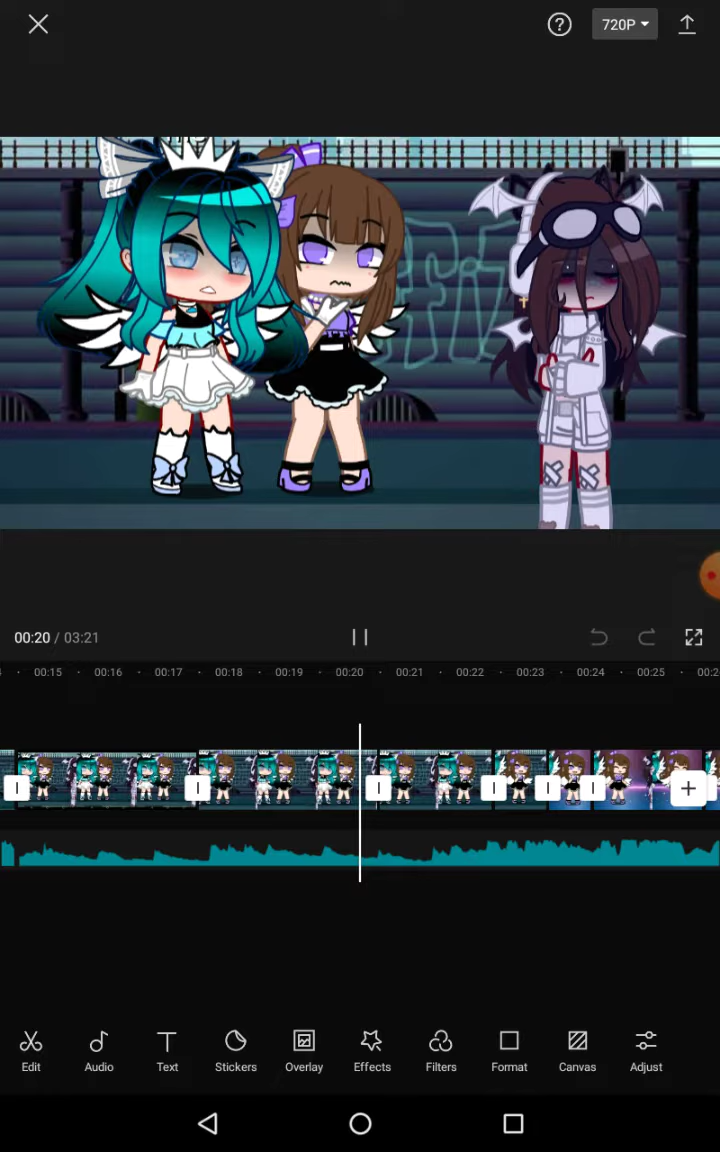 720P
00:20 / 03:21
00:15 00:16 00:17 00:18 00:19 00:20 00:21 00:22 00:23 00:24 00:25
Edit Audio Text Stickers Overlay Effects Filters Format Canvas Adjust